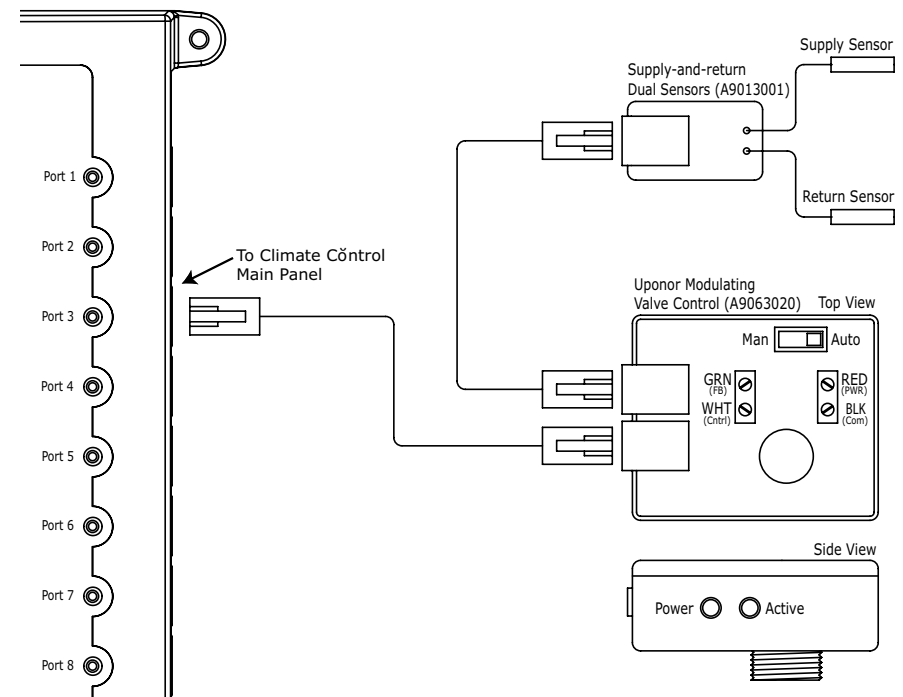 Supply Sensor
Supply-and-return
Dual Sensors (A9013001)
Return Sensor
Port 1
Port 2
Port 3
Port 4
Port 5
Port 6
Port 7
Port 8
To Climate Cŏntrol
Main Panel
Uponor Modulating
Valve Control (A9063020) Top View
Man Auto
GRN
(FB)
WHT
(Cntrl)
RED
(PWR)
BLK
(Com)
Side View
Power Active